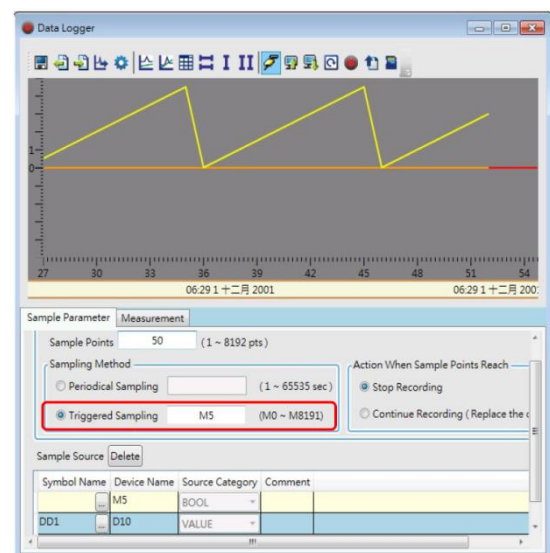 Data Logger
1
0
27 30 33 36 39 42 45 48 51 54
06:29 1 十二月 2001 06:29 1 十二月 200
Sample Parameter Measurement
Sample Points 50 (1 ~ 8192 pts)
Sampling Method Action When Sample Points Reach
Periodical Sampling (1 ~ 65535 sec) Stop Recording
Triggered Sampling M5 (M0 ~ M8191) Continue Recording ( Replace the
Sample Source Delete
Symbol Name Device Name Source Category Comment
... M5 BOOL
DD1 ... D10 VALUE